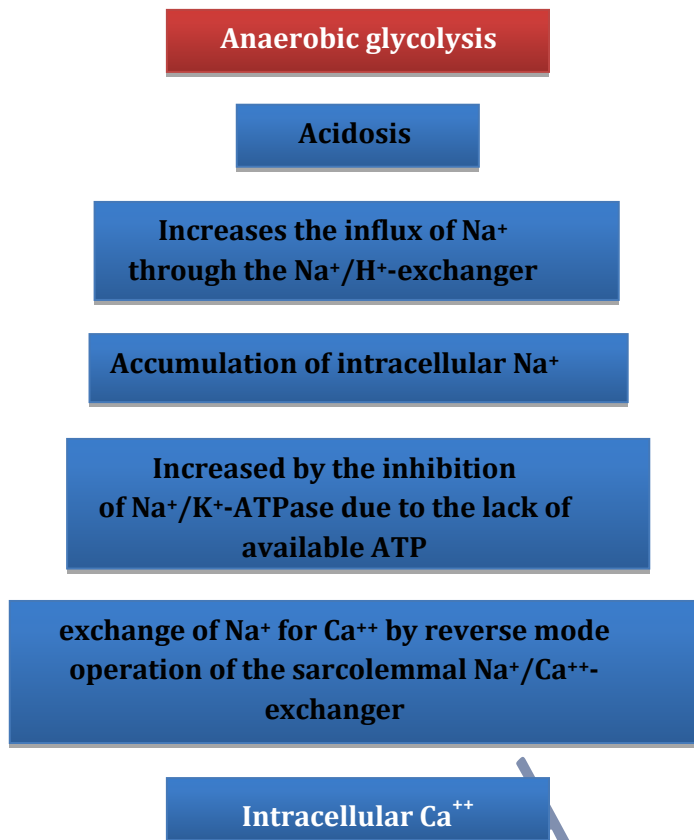 Anaerobic glycolysis
Acidosis
Increases the influx of Na⁺
through the Na⁺/H⁺-exchanger
Accumulation of intracellular Na⁺
Increased by the inhibition
of Na⁺/K⁺-ATPase due to the lack of
available ATP
exchange of Na⁺ for Ca⁺⁺ by reverse mode
operation of the sarcolemmal Na⁺/Ca⁺⁺-
exchanger
Intracellular Ca⁺⁺